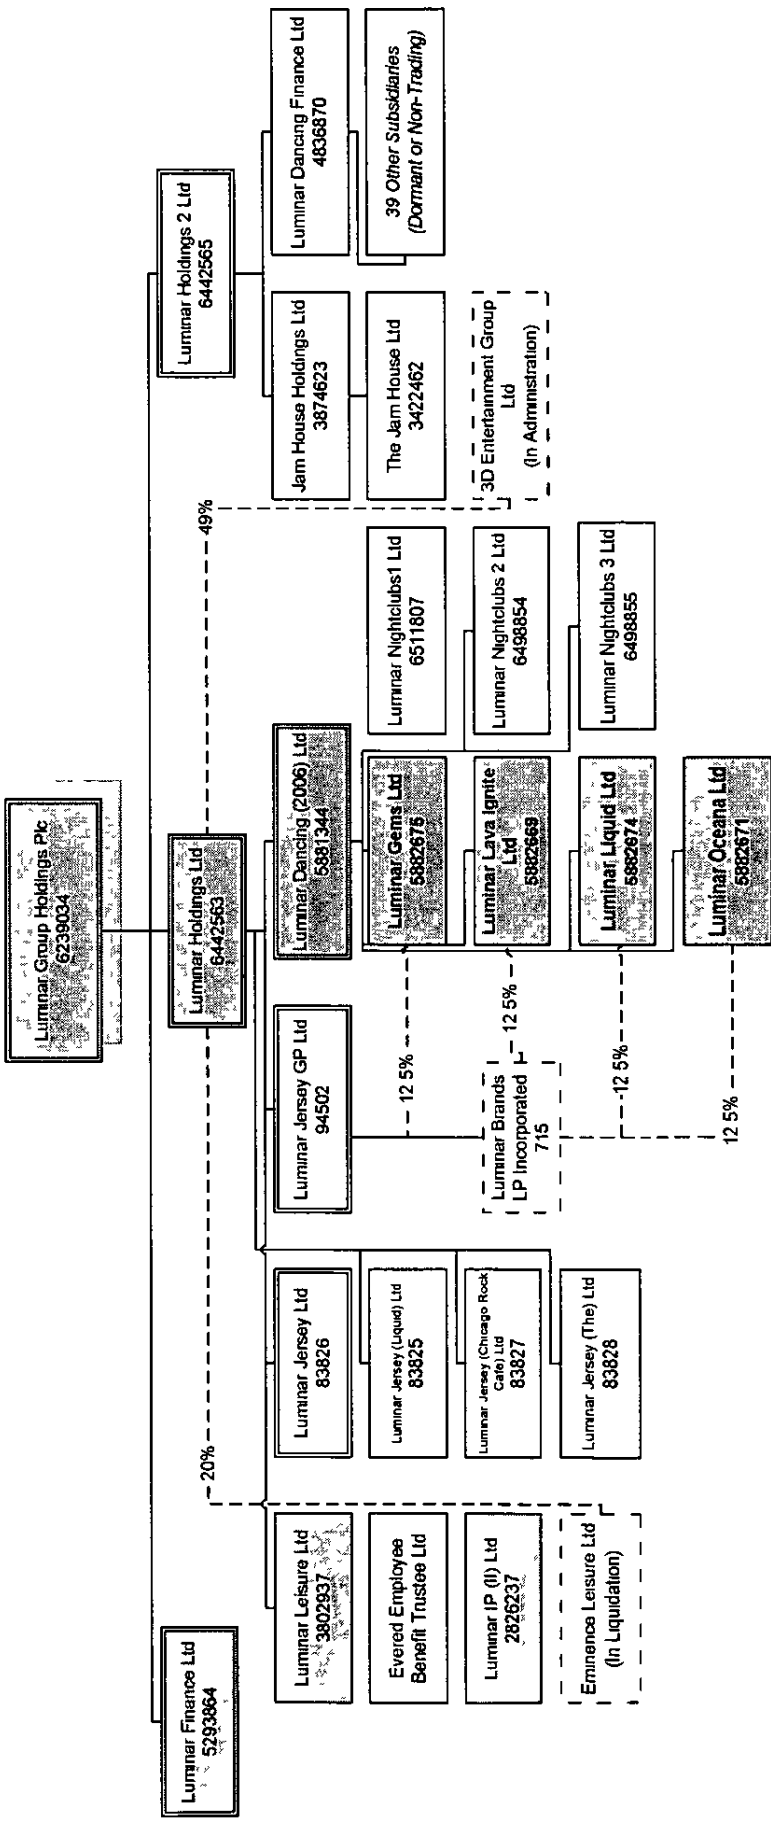 Luminar Group Holdings Plc
6239034
Luminar Finance Ltd
5293864
Luminar Holdings Ltd
6442563
Luminar Holdings 2 Ltd
6442565
20%
49%
Luminar Leisure Ltd
3802937
Evered Employee
Benefit Trustee Ltd
Luminar IP (II) Ltd
2826237
Eminence Leisure Ltd
(In Liquidation)
Luminar Jersey Ltd
83826
Luminar Jersey (Liquid) Ltd
83825
Luminar Jersey (Chicago Rock
Cafe) Ltd
83827
Luminar Jersey (The) Ltd
83828
Luminar Jersey GP Ltd
94502
Luminar Brands
LP Incorporated
715
12 5%
12 5%
12 5%
12 5%
Luminar Dancing (2006) Ltd
5881344
Luminar Gems Ltd
5882675
Luminar Lava Ignite
Ltd
5882669
Luminar Liquid Ltd
5882674
Luminar Oceana Ltd
5882671
Luminar Nightclubs1 Ltd
6511807
Luminar Nightclubs 2 Ltd
6498854
Luminar Nightclubs 3 Ltd
6498855
Jam House Holdings Ltd
3874623
The Jam House Ltd
3422462
3D Entertainment Group
Ltd
(In Administration)
Luminar Dancing Finance Ltd
4836870
39 Other Subsidiaries
(Dormant or Non-Trading)